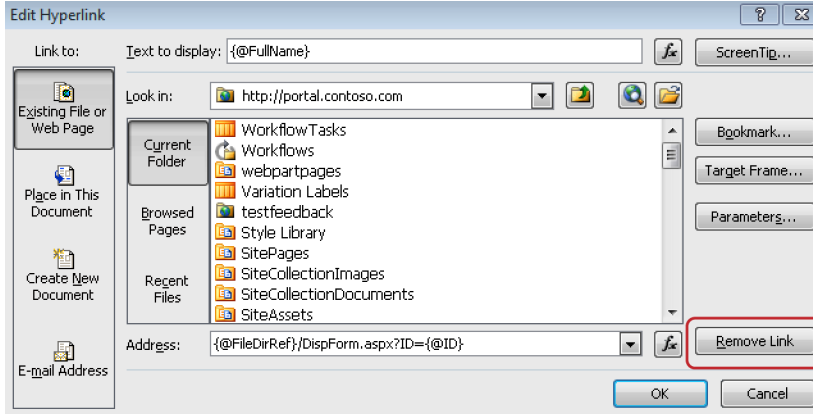 Edit Hyperlink
Link to:
Text to display: {@FullName}
fx
ScreenTip...
Existing File or
Web Page
Look in:
http://portal.contoso.com
Current
Folder
WorkflowTasks
Workflows
webpartpages
Variation Labels
testfeedback
Style Library
SitePages
SiteCollectionImages
SiteCollectionDocuments
SiteAssets
Bookmark...
Target Frame...
Parameters...
Place in This
Document
Browsed
Pages
Create New
Document
Recent
Files
Address: {@FileDirRef}/DispForm.aspx?ID={@ID}
fx
Remove Link
E-mail Address
OK
Cancel